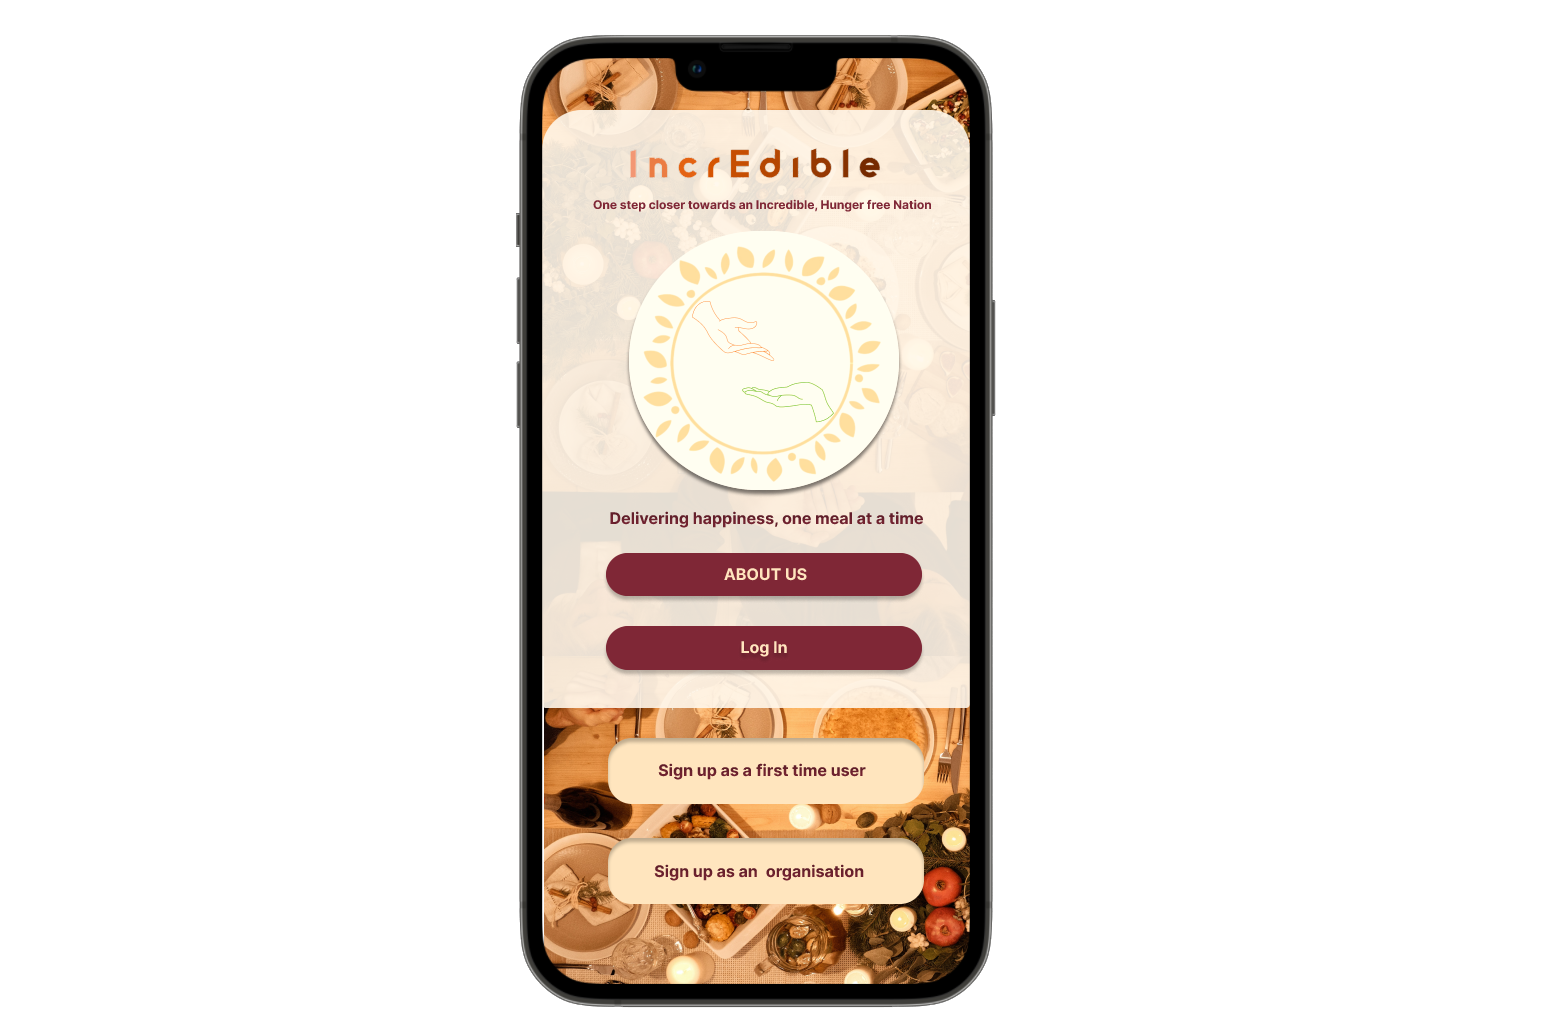 IncrEdible
One step closer towards an Incredible, Hunger free Nation
Delivering happiness, one meal at a time
ABOUT US
Log In
Sign up as a first time user
Sign up as an  organisation